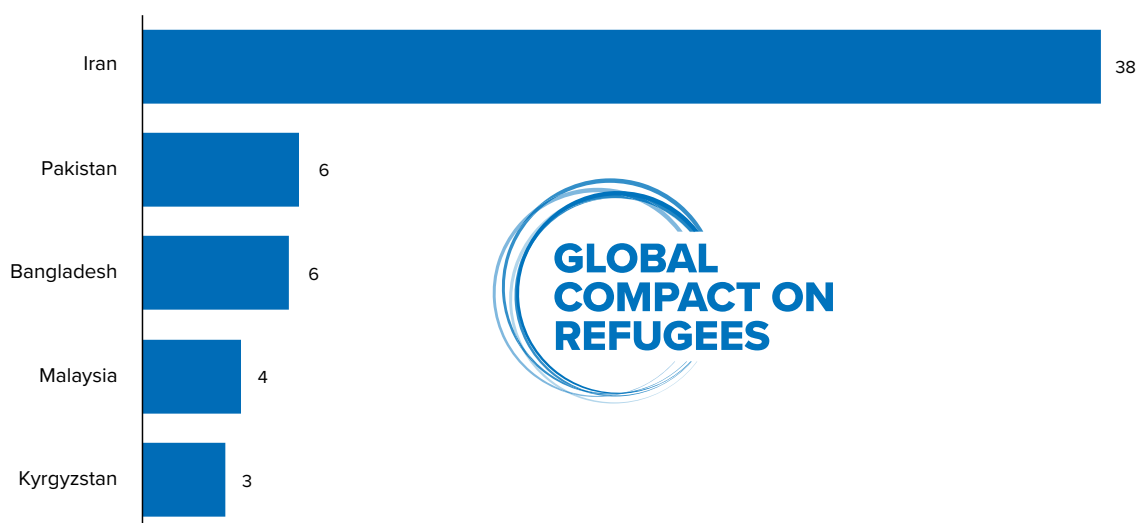 Iran 38
Pakistan 6
Bangladesh 6
Malaysia 4
Kyrgyzstan 3
GLOBAL
COMPACT ON
REFUGEES